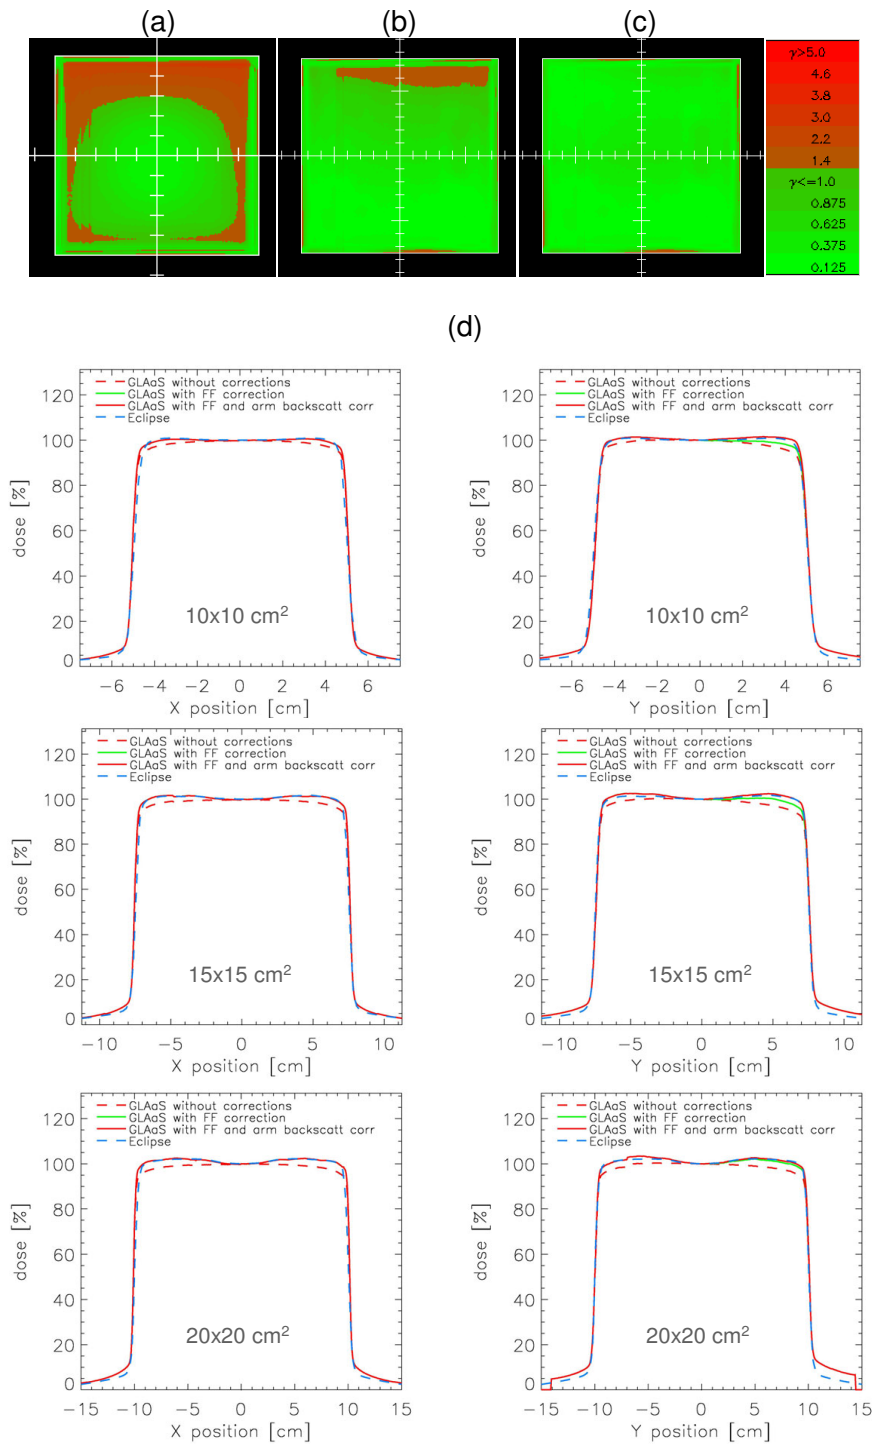 (a) (b) (c)
γ>5.0
4.6
3.8
3.0
2.2
1.4
γ<=1.0
0.875
0.625
0.375
0.125
(d)
GLAaS without corrections
GLAaS with FF correction
GLAaS with FF and arm backscatt corr
Eclipse
120
100
80
60
40
20
0
dose [%]
10x10 cm²
−6 −4 −2 0 2 4 6
X position [cm]
GLAaS without corrections
GLAaS with FF correction
GLAaS with FF and arm backscatt corr
Eclipse
120
100
80
60
40
20
0
dose [%]
10x10 cm²
−6 −4 −2 0 2 4 6
Y position [cm]
GLAaS without corrections
GLAaS with FF correction
GLAaS with FF and arm backscatt corr
Eclipse
120
100
80
60
40
20
0
dose [%]
15x15 cm²
−10 −5 0 5 10
X position [cm]
GLAaS without corrections
GLAaS with FF correction
GLAaS with FF and arm backscatt corr
Eclipse
120
100
80
60
40
20
0
dose [%]
15x15 cm²
−10 −5 0 5 10
Y position [cm]
GLAaS without corrections
GLAaS with FF correction
GLAaS with FF and arm backscatt corr
Eclipse
120
100
80
60
40
20
0
dose [%]
20x20 cm²
−15 −10 −5 0 5 10 15
X position [cm]
GLAaS without corrections
GLAaS with FF correction
GLAaS with FF and arm backscatt corr
Eclipse
120
100
80
60
40
20
0
dose [%]
20x20 cm²
−15 −10 −5 0 5 10 15
Y position [cm]